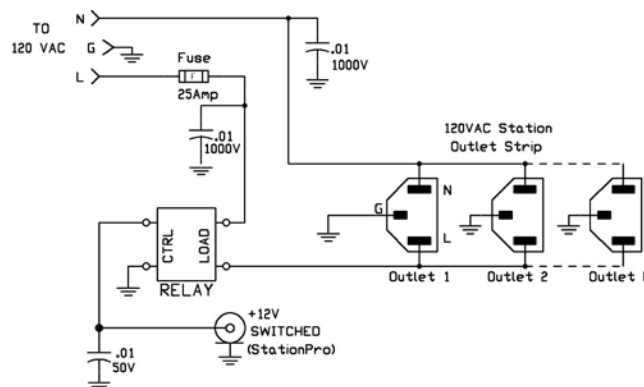 TO
120 VAC
N
G
L
Fuse
F
25Amp
.01
1000V
.01
1000V
120VAC Station
Outlet Strip
N
G
L
Outlet 1
Outlet 2
Outlet
CTRL
LOAD
RELAY
+12V
SWITCHED
(StationPro)
.01
50V